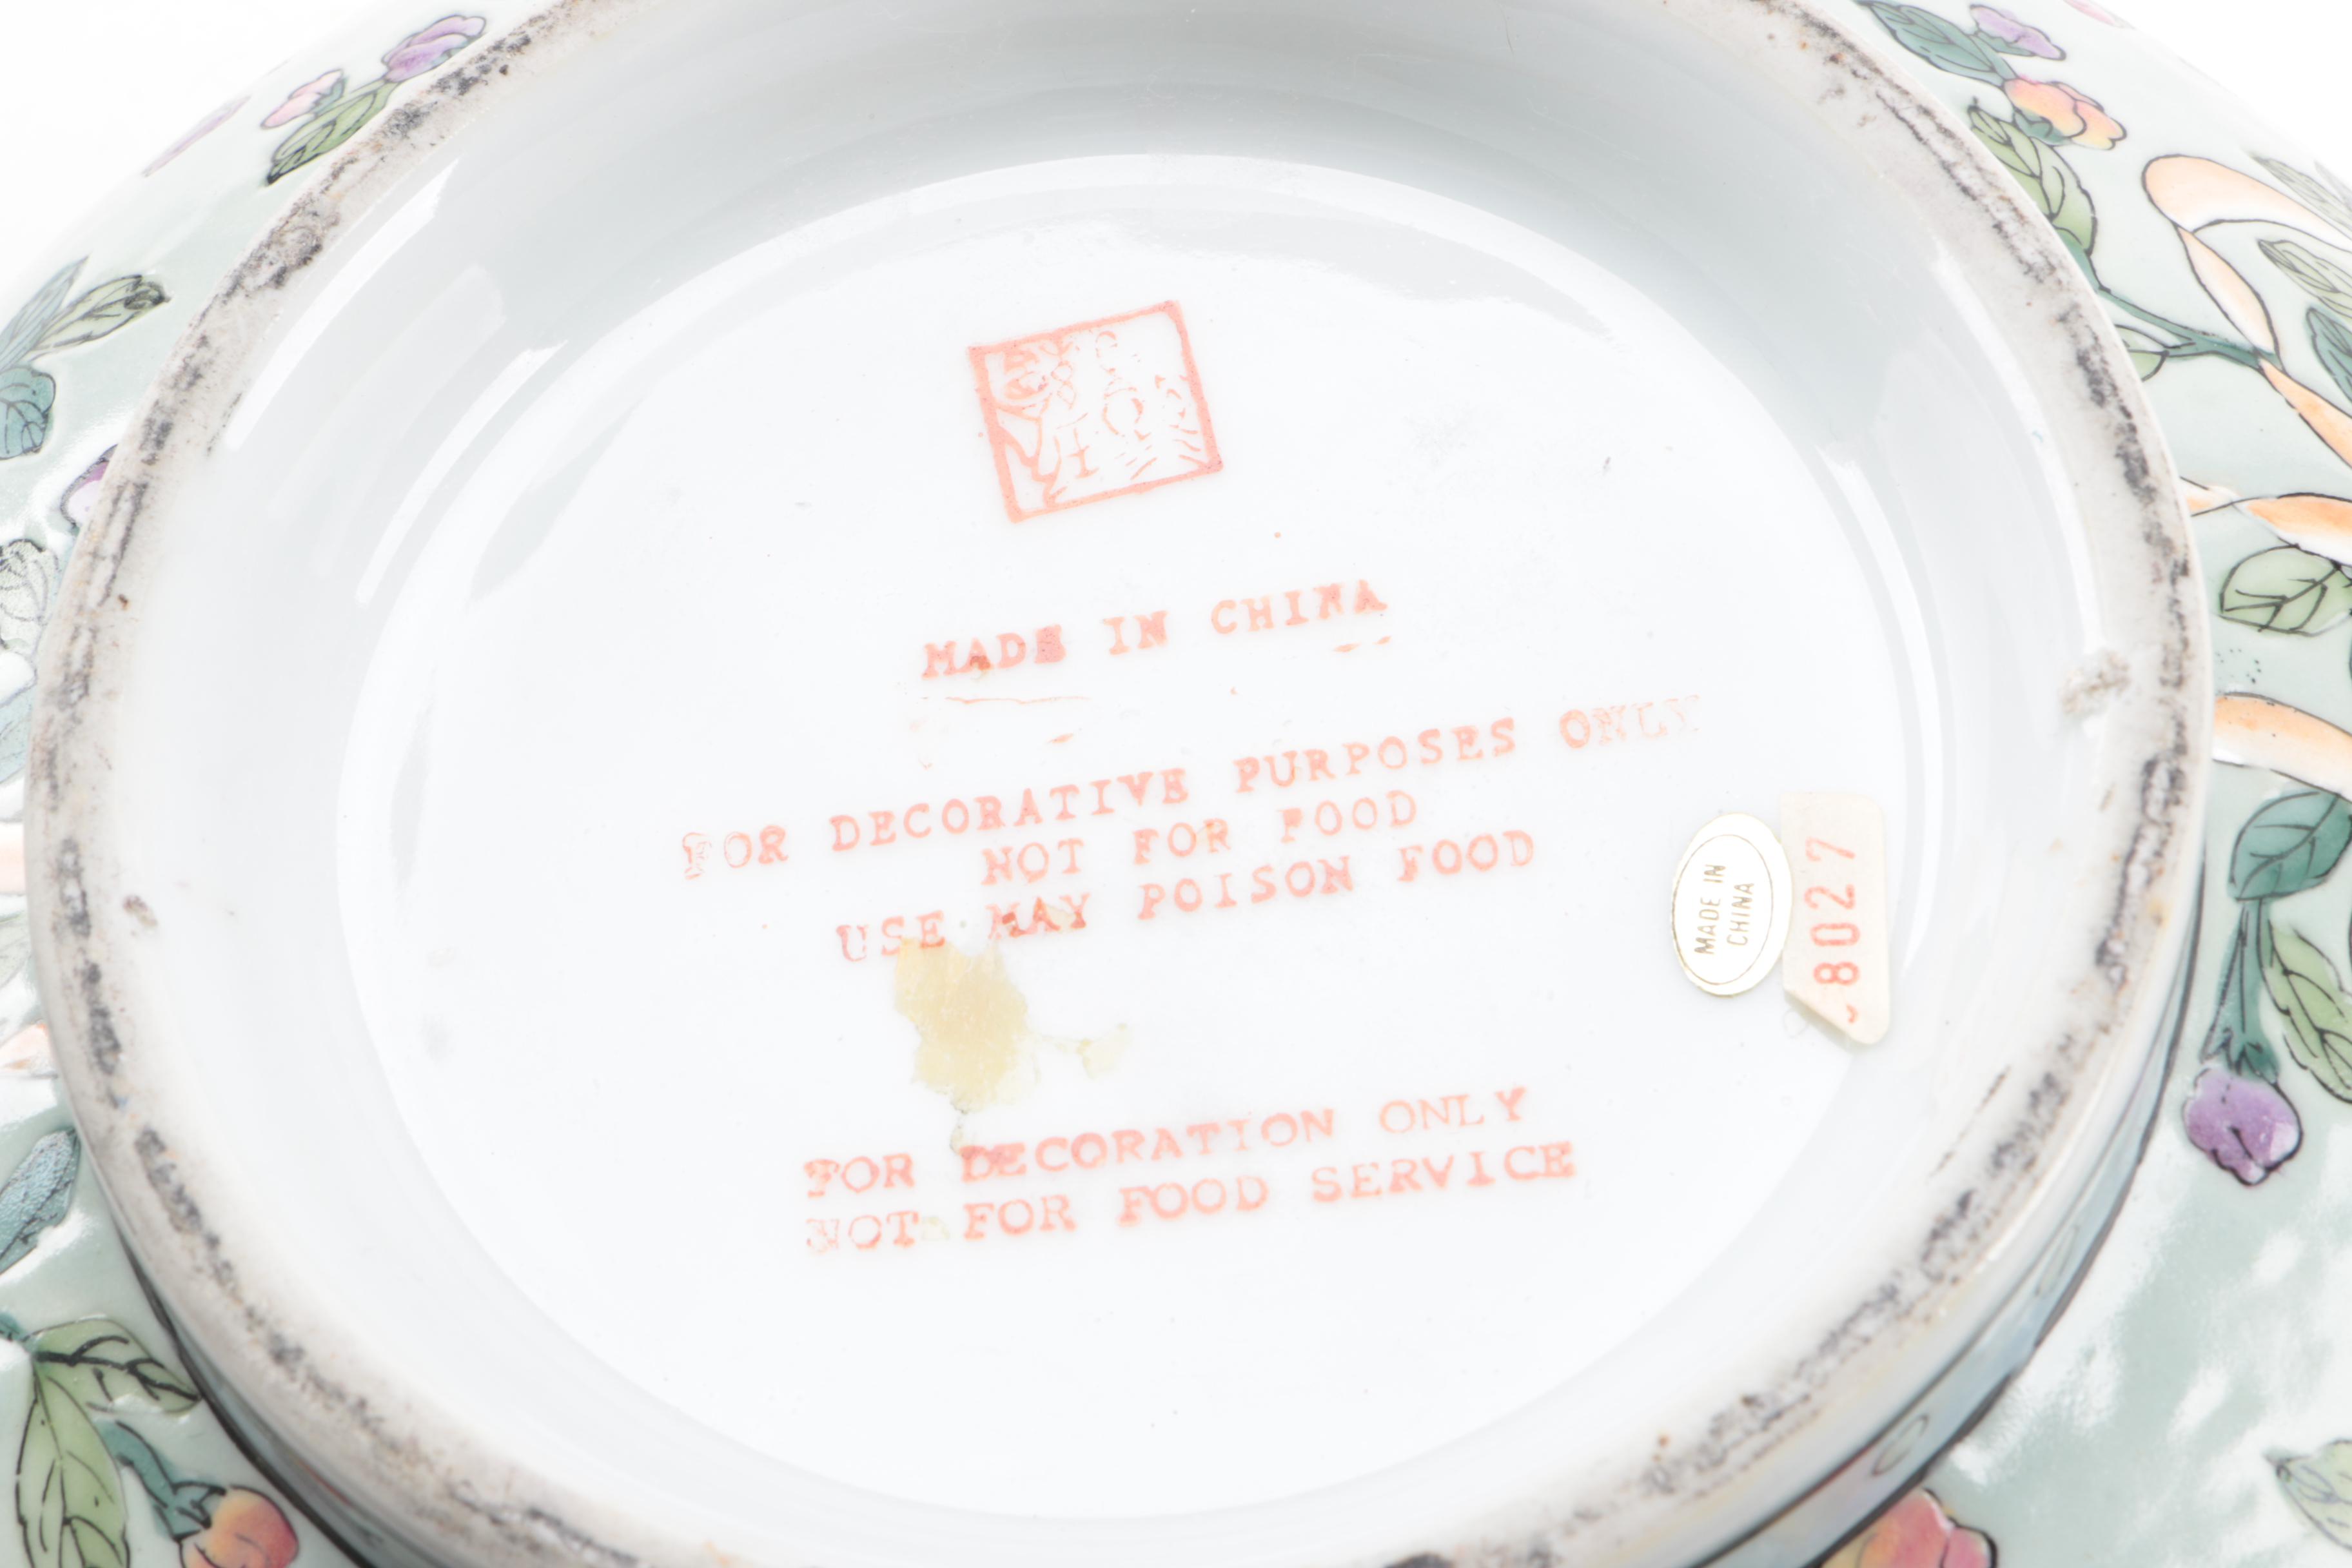 MADE IN CHINA
FOR DECORATIVE PURPOSES ONLY
NOT FOR FOOD
USE MAY POISON FOOD
FOR DECORATION ONLY
NOT FOR FOOD SERVICE
MADE IN
CHINA
8027